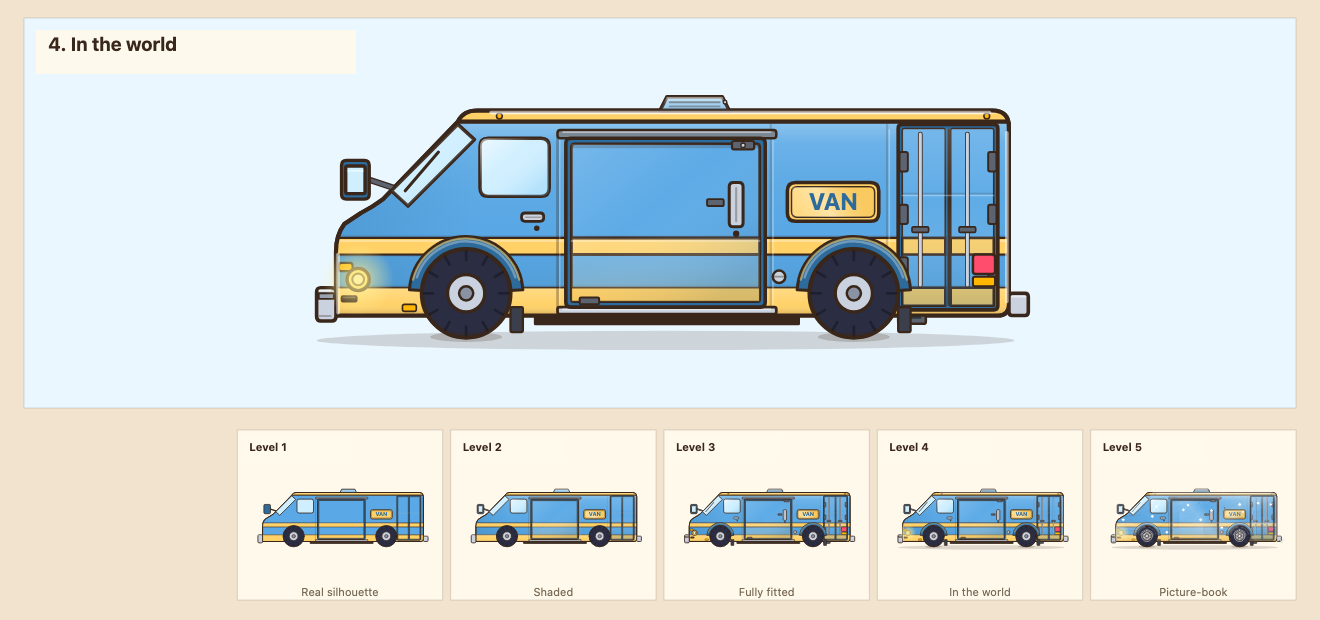 4. In the world
VAN
Level 1
VAN
Real silhouette
Level 2
VAN
Shaded
Level 3
VAN
Fully fitted
Level 4
VAN
In the world
Level 5
VAN
Picture-book